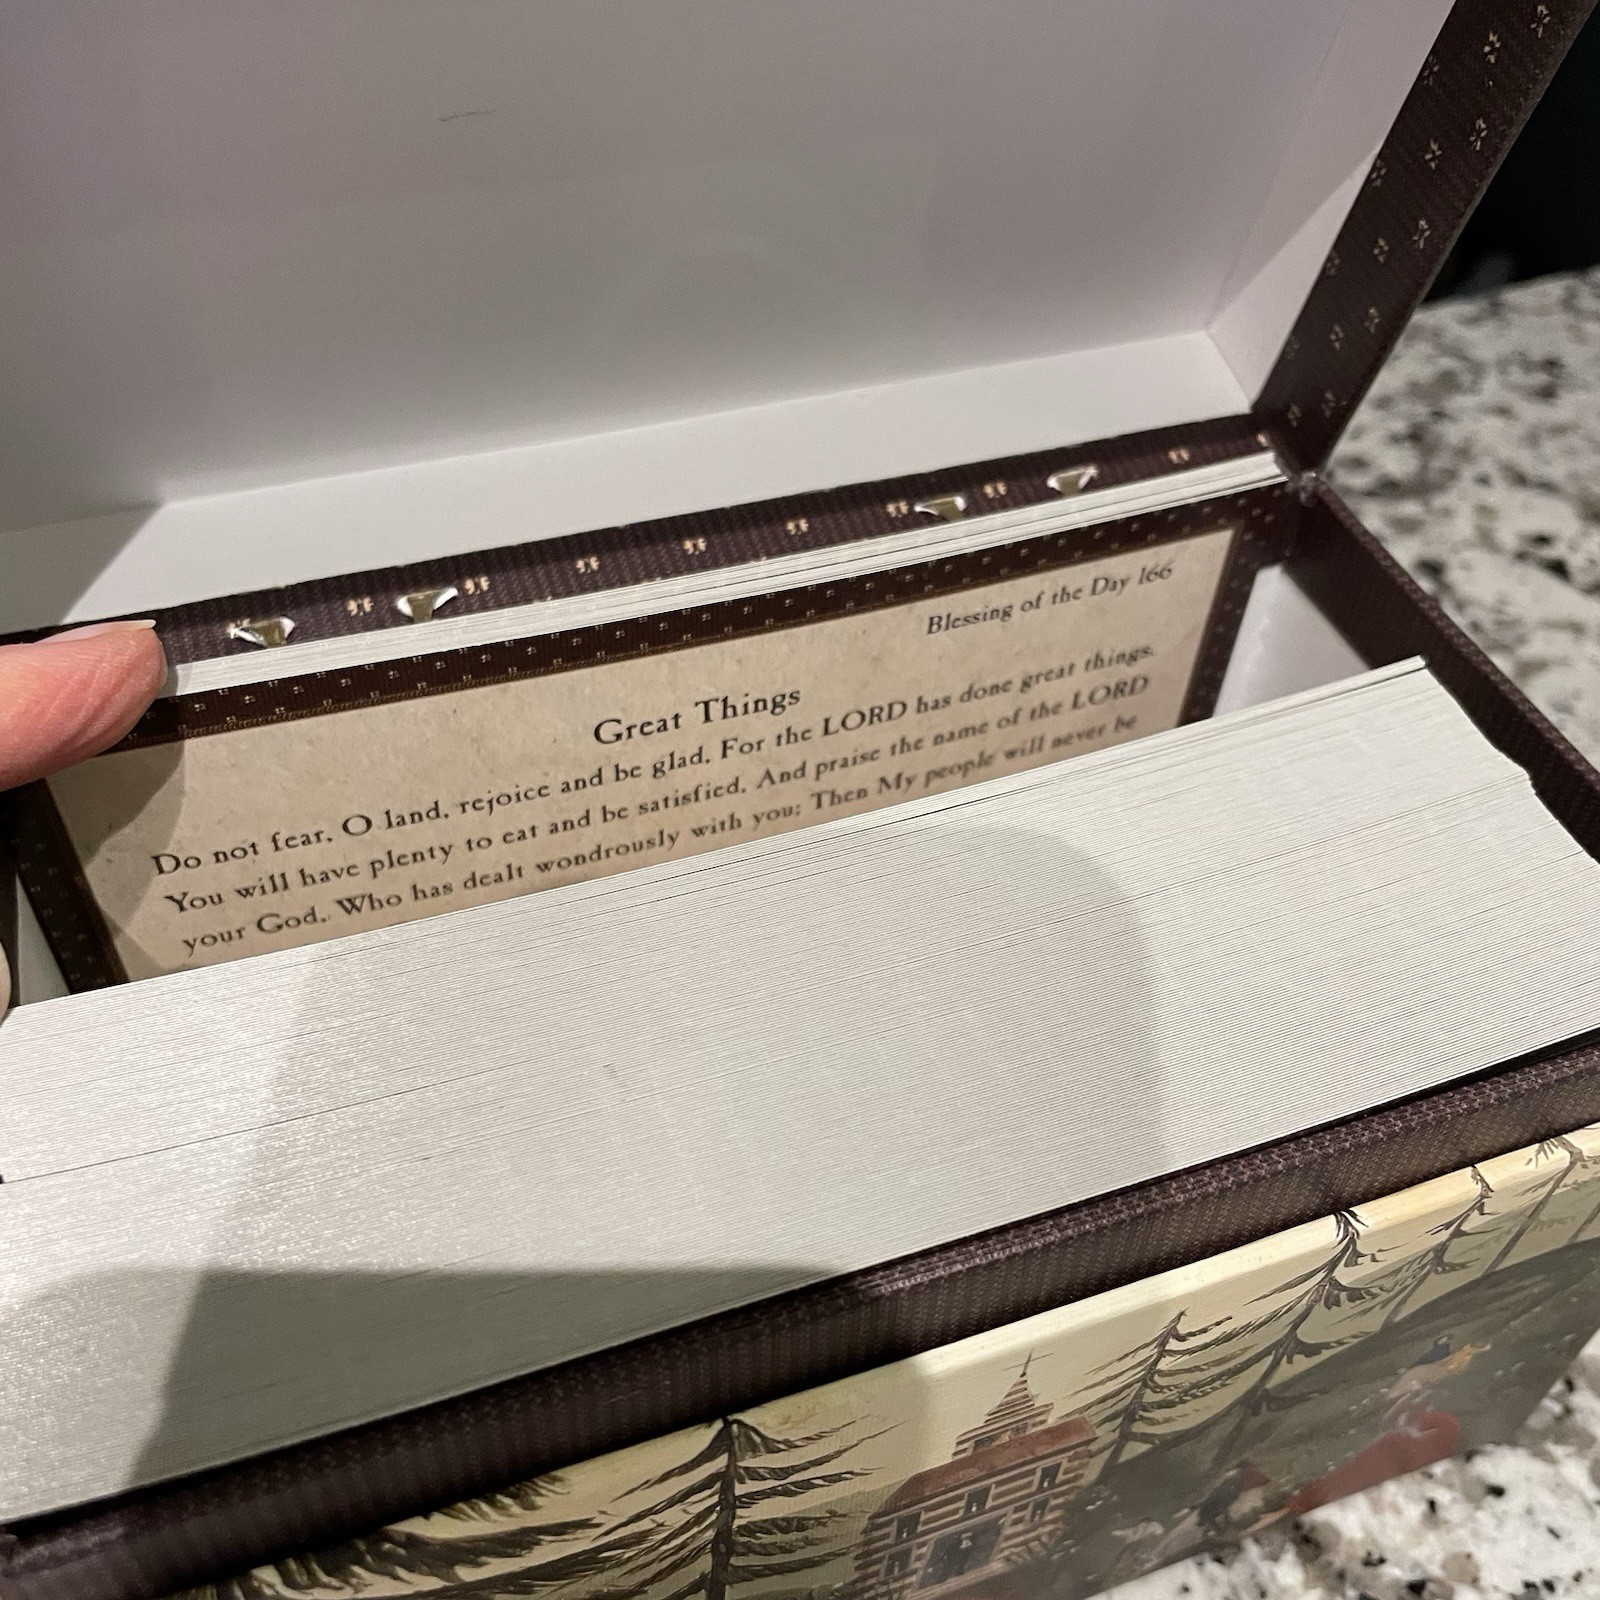 Blessing of the Day 166
Great Things
Do not fear, O land, rejoice and be glad, For the LORD has done great things.
You will have plenty to eat and be satisfied, And praise the name of the LORD
your God, Who has dealt wondrously with you; Then My people will never be